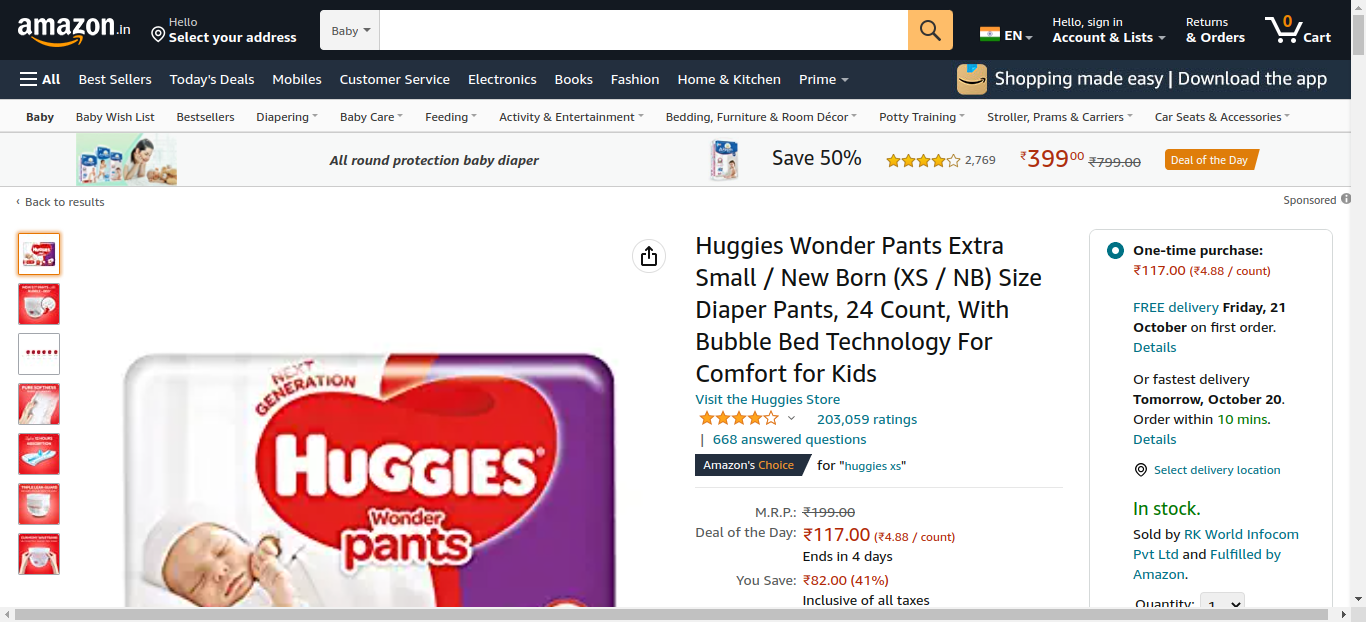 amazon.in
Hello
Select your address
Baby
EN
Hello, sign in
Account & Lists
Returns
& Orders
0
Cart
All
Best Sellers
Today's Deals
Mobiles
Customer Service
Electronics
Books
Fashion
Home & Kitchen
Prime
Shopping made easy | Download the app
Baby
Baby Wish List
Bestsellers
Diapering
Baby Care
Feeding
Activity & Entertainment
Bedding, Furniture & Room Décor
Potty Training
Stroller, Prams & Carriers
Car Seats & Accessories
All round protection baby diaper
Save 50%
2,769
₹39900
₹799.00
Deal of the Day
Sponsored
‹ Back to results
NEXT
GENERATION
HUGGIES®
Wonder
pants
Huggies Wonder Pants Extra
Small / New Born (XS / NB) Size
Diaper Pants, 24 Count, With
Bubble Bed Technology For
Comfort for Kids
Visit the Huggies Store
203,059 ratings
| 668 answered questions
Amazon's Choice for "huggies xs"
M.R.P.: ₹199.00
Deal of the Day: ₹117.00 (₹4.88 / count)
Ends in 4 days
You Save: ₹82.00 (41%)
Inclusive of all taxes
One-time purchase:
₹117.00 (₹4.88 / count)
FREE delivery Friday, 21
October on first order.
Details
Or fastest delivery
Tomorrow, October 20.
Order within 10 mins.
Details
Select delivery location
In stock.
Sold by RK World Infocom
Pvt Ltd and Fulfilled by
Amazon.
Quantity: 1